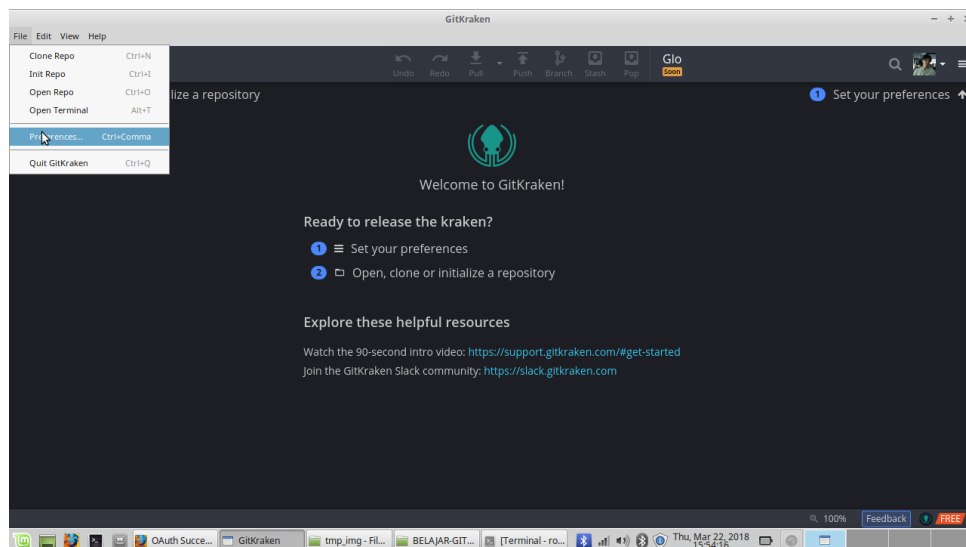 GitKraken
File Edit View Help
Clone Repo Ctrl+N
Init Repo Ctrl+I
Open Repo Ctrl+O
Open Terminal Alt+T
Preferences... Ctrl+Comma
Quit GitKraken Ctrl+Q
Undo Redo Pull Push Branch Stash Pop
Glo
Soon
lize a repository
1 Set your preferences
Welcome to GitKraken!
Ready to release the kraken?
1 Set your preferences
2 Open, clone or initialize a repository
Explore these helpful resources
Watch the 90-second intro video: https://support.gitkraken.com/#get-started
Join the GitKraken Slack community: https://slack.gitkraken.com
100% Feedback FREE
OAuth Succe... GitKraken tmp_img - Fil... BELAJAR-GIT... [Terminal - ro... Thu, Mar 22, 2018
15:54:16